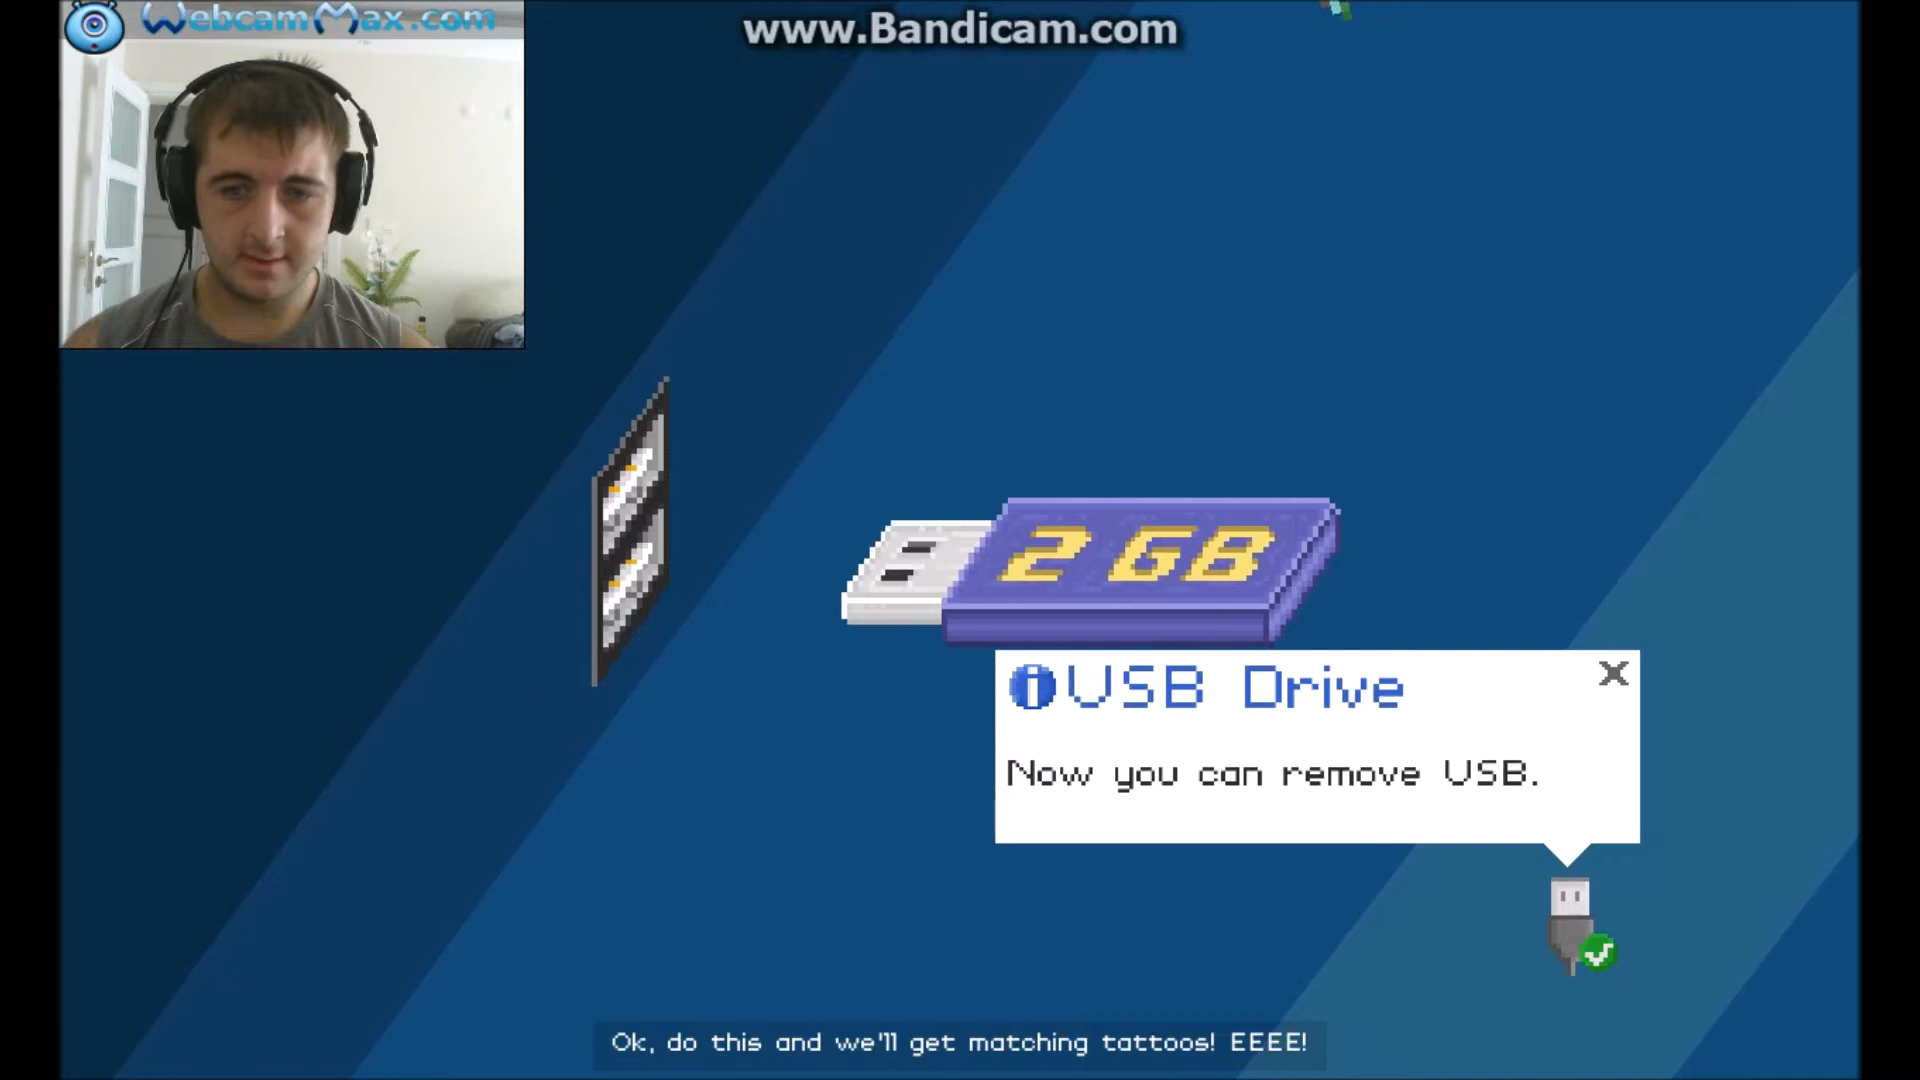 WebcamMax.com
www.Bandicam.com
2 GB
USB Drive
Now you can remove USB.
Ok, do this and we'll get matching tattoos! EEEE!